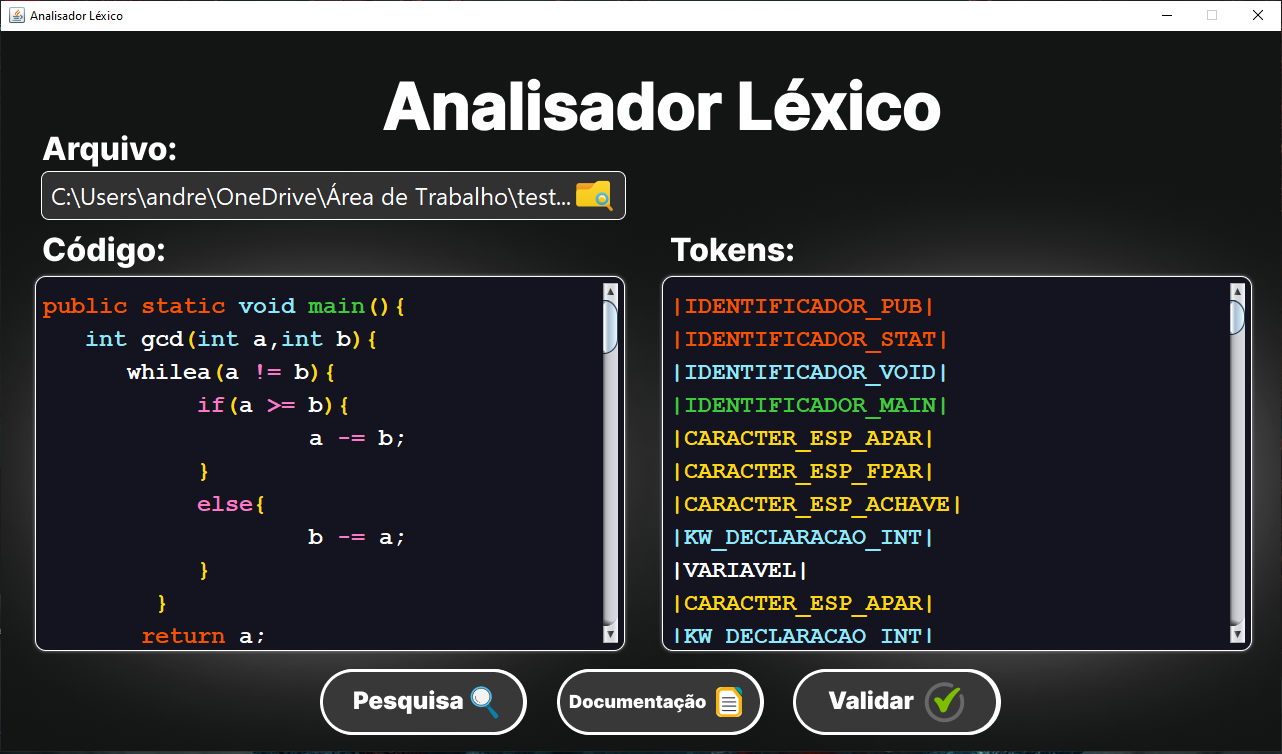 Analisador Léxico
Analisador Léxico
Arquivo:
C:\Users\andre\OneDrive\Área de Trabalho\test...
Código:
public static void main(){
int gcd(int a,int b){
whilea(a != b){
if(a >= b){
a -= b;
}
else{
b -= a;
}
}
return a;
Tokens:
|IDENTIFICADOR_PUB|
|IDENTIFICADOR_STAT|
|IDENTIFICADOR_VOID|
|IDENTIFICADOR_MAIN|
|CARACTER_ESP_APAR|
|CARACTER_ESP_FPAR|
|CARACTER_ESP_ACHAVE|
|KW_DECLARACAO_INT|
|VARIAVEL|
|CARACTER_ESP_APAR|
|KW_DECLARACAO_INT|
Pesquisa
Documentação
Validar